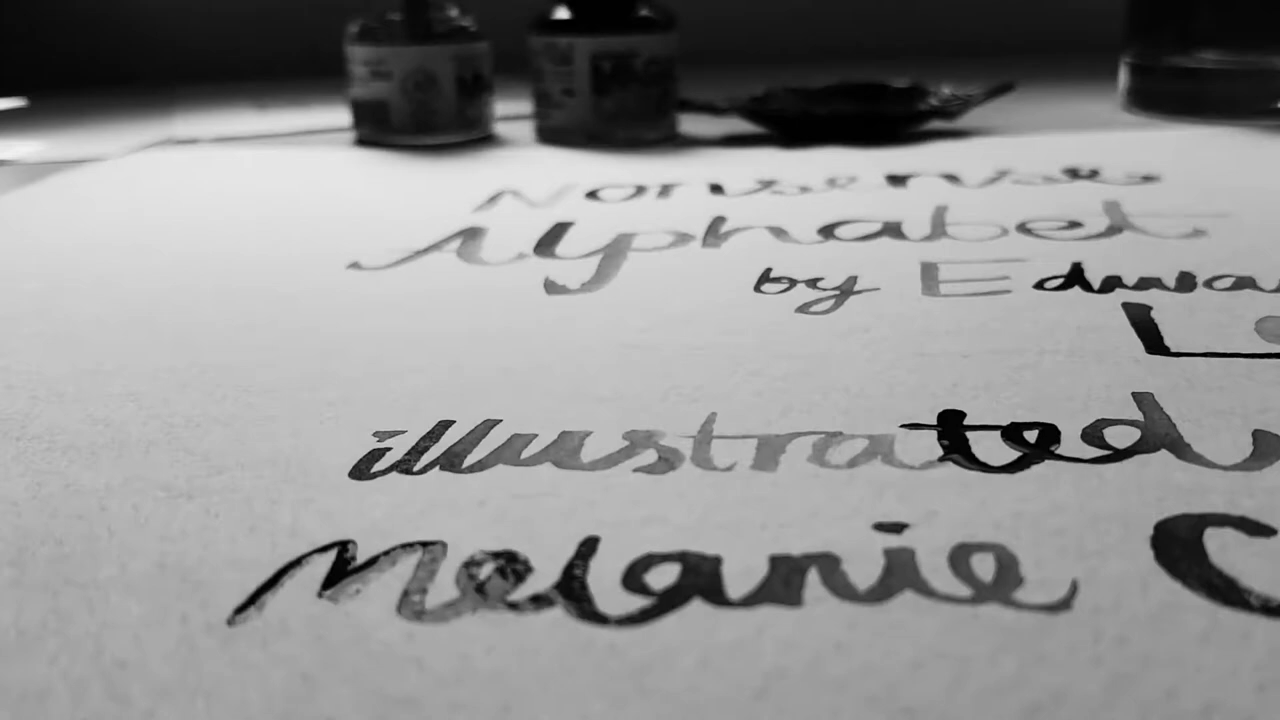 Nonsense
Alphabet
by Edwa
L
illustrated
Melanie C